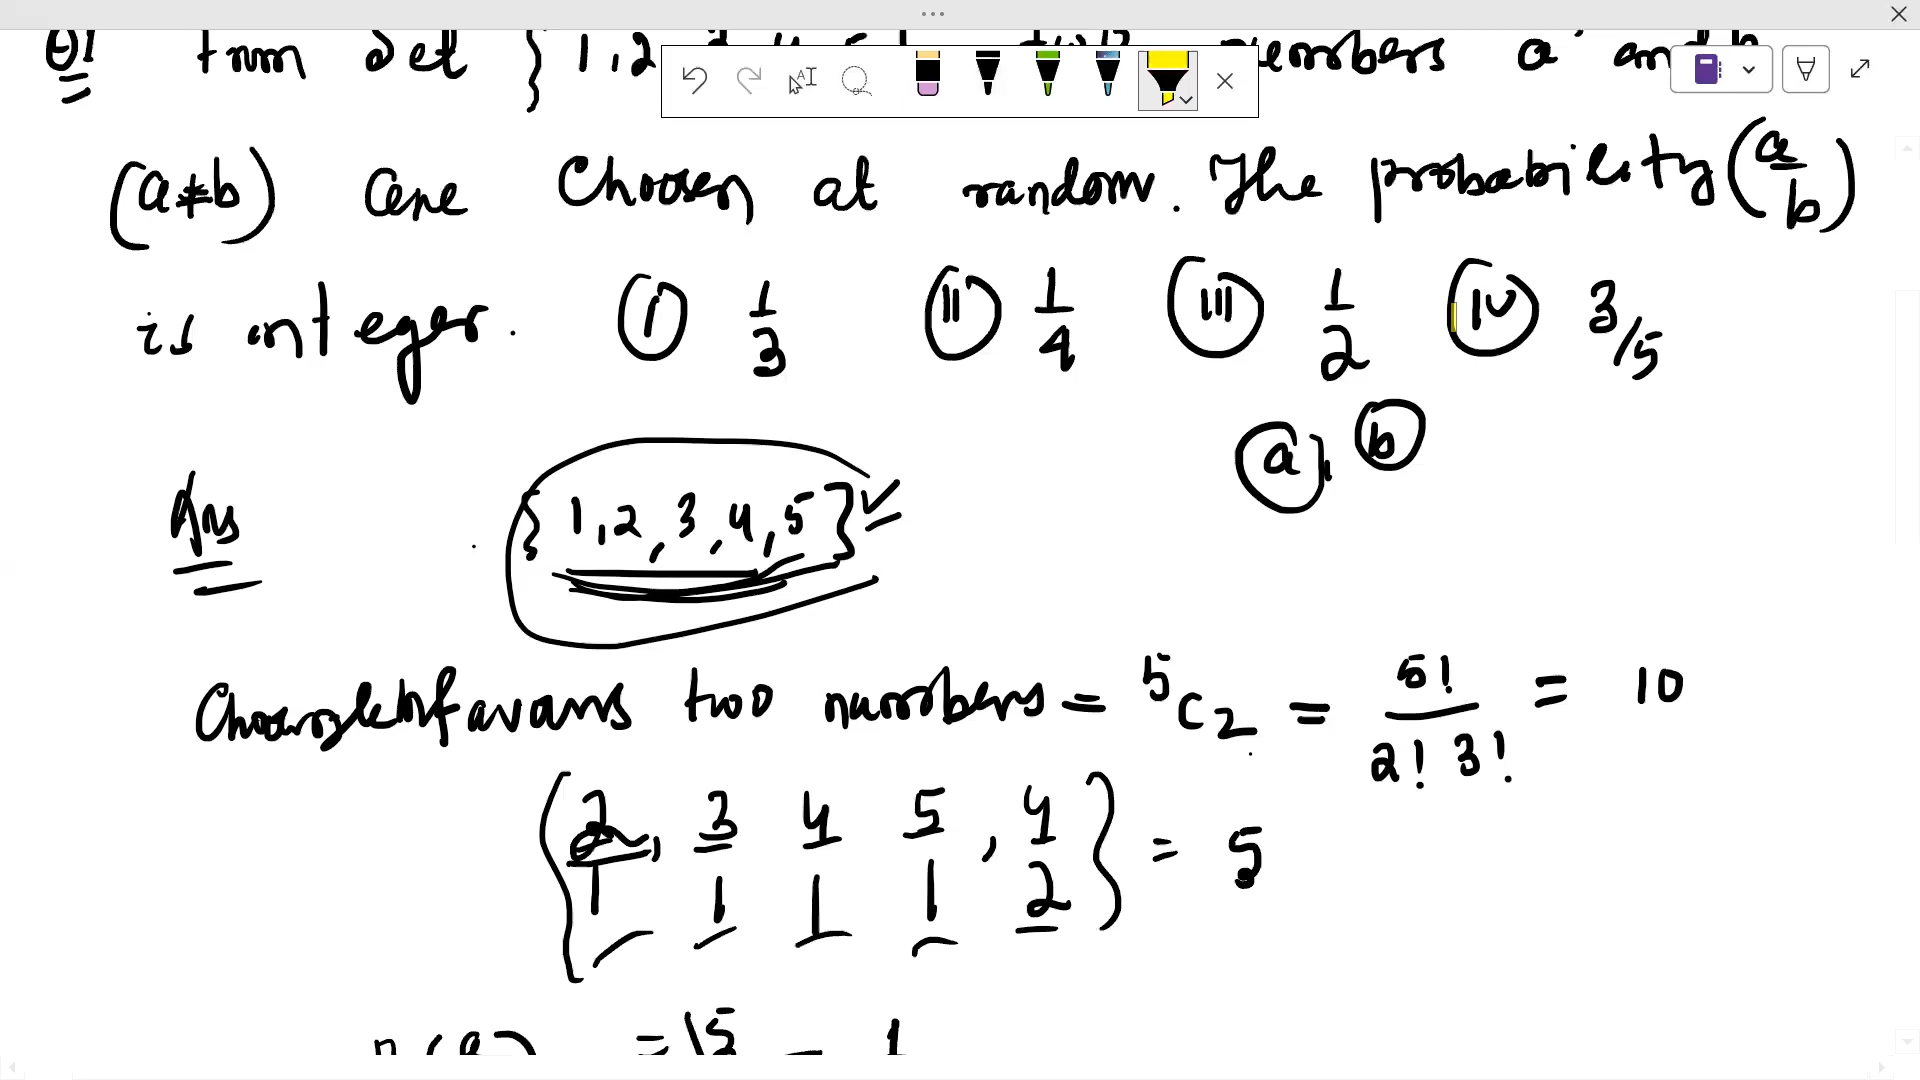 Q1 From Set {1,2 numbers a and b
(a≠b) are Choosen at random. The probability (a/b)
is integer. (I) 1/3 (II) 1/4 (III) 1/2 (IV) 3/5
a, b
Ans {1,2,3,4,5}
two numbers = 5C2 = 5!/2!3! = 10
{2/1, 3/1 4/1 5/1, 4/2} = 5